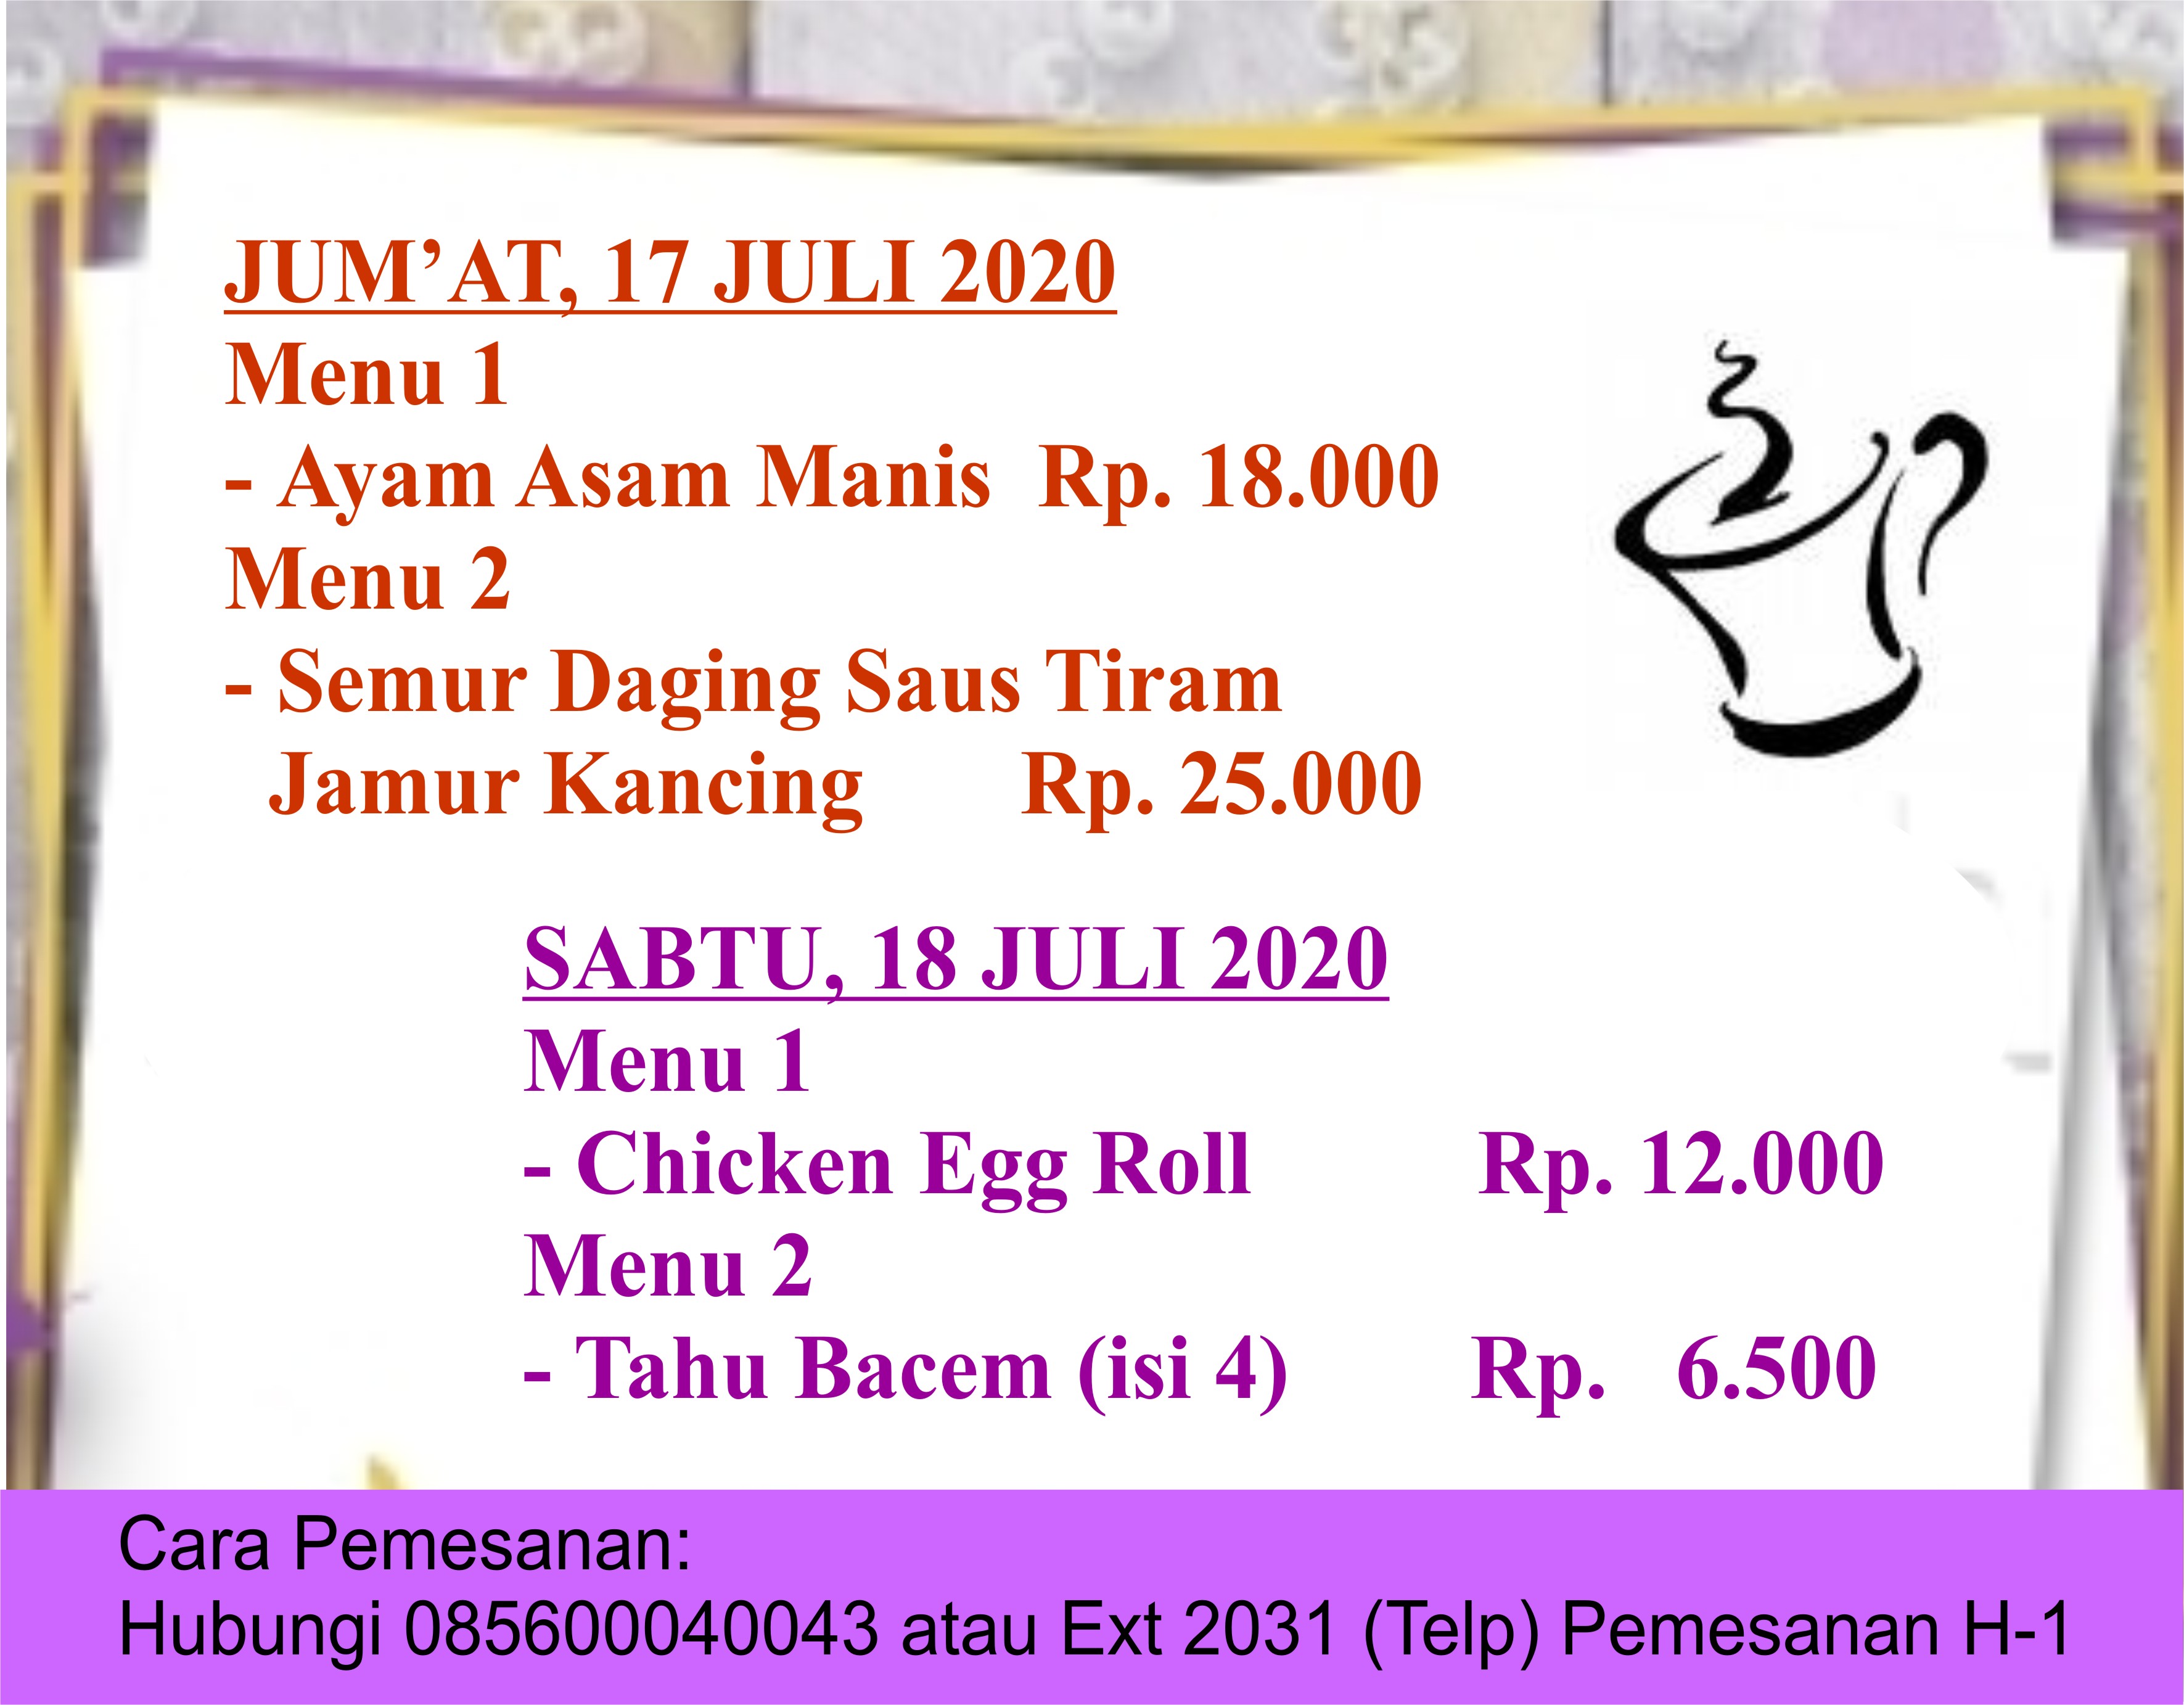 JUM’AT, 17 JULI 2020
Menu 1
- Ayam Asam Manis Rp. 18.000
Menu 2
- Semur Daging Saus Tiram
Jamur Kancing Rp. 25.000
SABTU, 18 JULI 2020
Menu 1
- Chicken Egg Roll Rp. 12.000
Menu 2
- Tahu Bacem (isi 4) Rp. 6.500
Cara Pemesanan:
Hubungi 085600040043 atau Ext 2031 (Telp) Pemesanan H-1